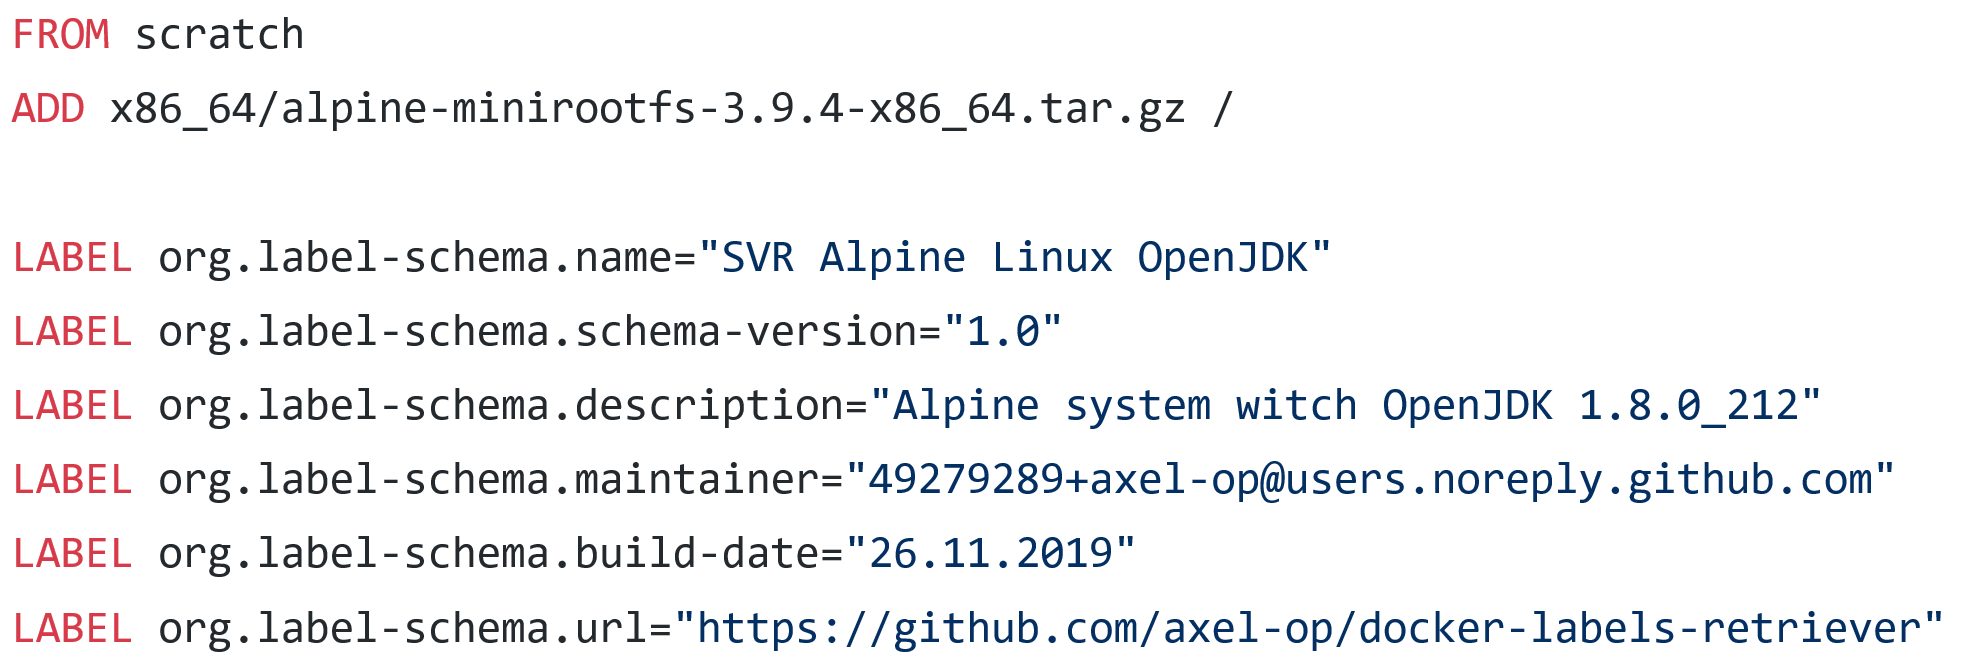 FROM scratch
ADD x86_64/alpine-minirootfs-3.9.4-x86_64.tar.gz /
LABEL org.label-schema.name="SVR Alpine Linux OpenJDK"
LABEL org.label-schema.schema-version="1.0"
LABEL org.label-schema.description="Alpine system witch OpenJDK 1.8.0_212"
LABEL org.label-schema.maintainer="49279289+axel-op@users.noreply.github.com"
LABEL org.label-schema.build-date="26.11.2019"
LABEL org.label-schema.url="https://github.com/axel-op/docker-labels-retriever"